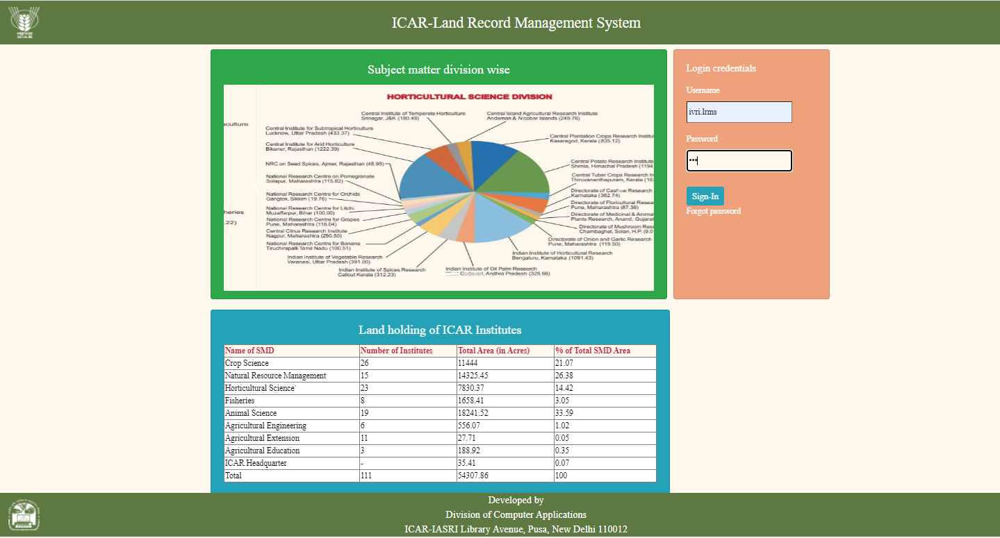 ICAR-Land Record Management System
Subject matter division wise
HORTICULTURAL SCIENCE DIVISION
Central Institute of Temperate Horticulture
Srinagar, J&K (180.49)
Central Island Agricultural Research Institute
Andaman & Nicobar Islands (249.76)
Central Institute for Subtropical Horticulture
Lucknow, Uttar Pradesh (433.37)
Central Institute for Arid Horticulture
Bikaner, Rajasthan (1222.39)
NRC on Seed Spices, Ajmer, Rajasthan (48.95)
National Research Centre on Pomegranate
Solapur, Maharashtra (115.82)
National Research Centre for Orchids
Gangtok, Sikkim (19.76)
National Research Centre for Litchi
Muzaffarpur, Bihar (100.00)
National Research Centre for Grapes
Pune, Maharashtra (116.04)
Central Citrus Research Institute
Nagpur, Maharashtra (250.50)
National Research Centre for Banana
Tiruchirapalli Tamil Nadu (100.51)
Indian Institute of Vegetable Research
Varanasi, Uttar Pradesh (391.00)
Indian Institute of Spices Research
Calicut Kerala (312.23)
Indian Institute of Oil Palm Research
West Godavari, Andhra Pradesh (325.66)
Indian Institute of Horticultural Research
Bengaluru, Karnataka (1091.43)
Directorate of Onion and Garlic Research
Pune, Maharashtra (119.50)
Directorate of Mushroom Res
Chambaghat, Solan, H.P. (9.0
Directorate of Medicinal & Aroma
Plants Research, Anand, Gujarat
Directorate of Floricultural Resea
Pune, Maharashtra (87.36)
Directorate of Cashew Research
Karnataka (362.74)
Central Tuber Crops Research In
Thiruvananthapuram, Kerala (16
Central Potato Research Institute
Shimla, Himachal Pradesh (1194.
Central Plantation Crops Research Institu
Kasaragod, Kerala (835.12)
culture
heries
.22)
Login credentials
Username
ivri.lrms
Password
•••
Sign-In
Forgot password
Land holding of ICAR Institutes
Name of SMD Number of Institutes Total Area (in Acres) % of Total SMD Area
Crop Science 26 11444 21.07
Natural Resource Management 15 14325.45 26.38
Horticultural Science` 23 7830.37 14.42
Fisheries 8 1658.41 3.05
Animal Science 19 18241.52 33.59
Agricultural Engineering 6 556.07 1.02
Agricultural Extension 11 27.71 0.05
Agricultural Education 3 188.92 0.35
ICAR Headquarter - 35.41 0.07
Total 111 54307.86 100
Developed by
Division of Computer Applications
ICAR-IASRI Library Avenue, Pusa, New Delhi 110012